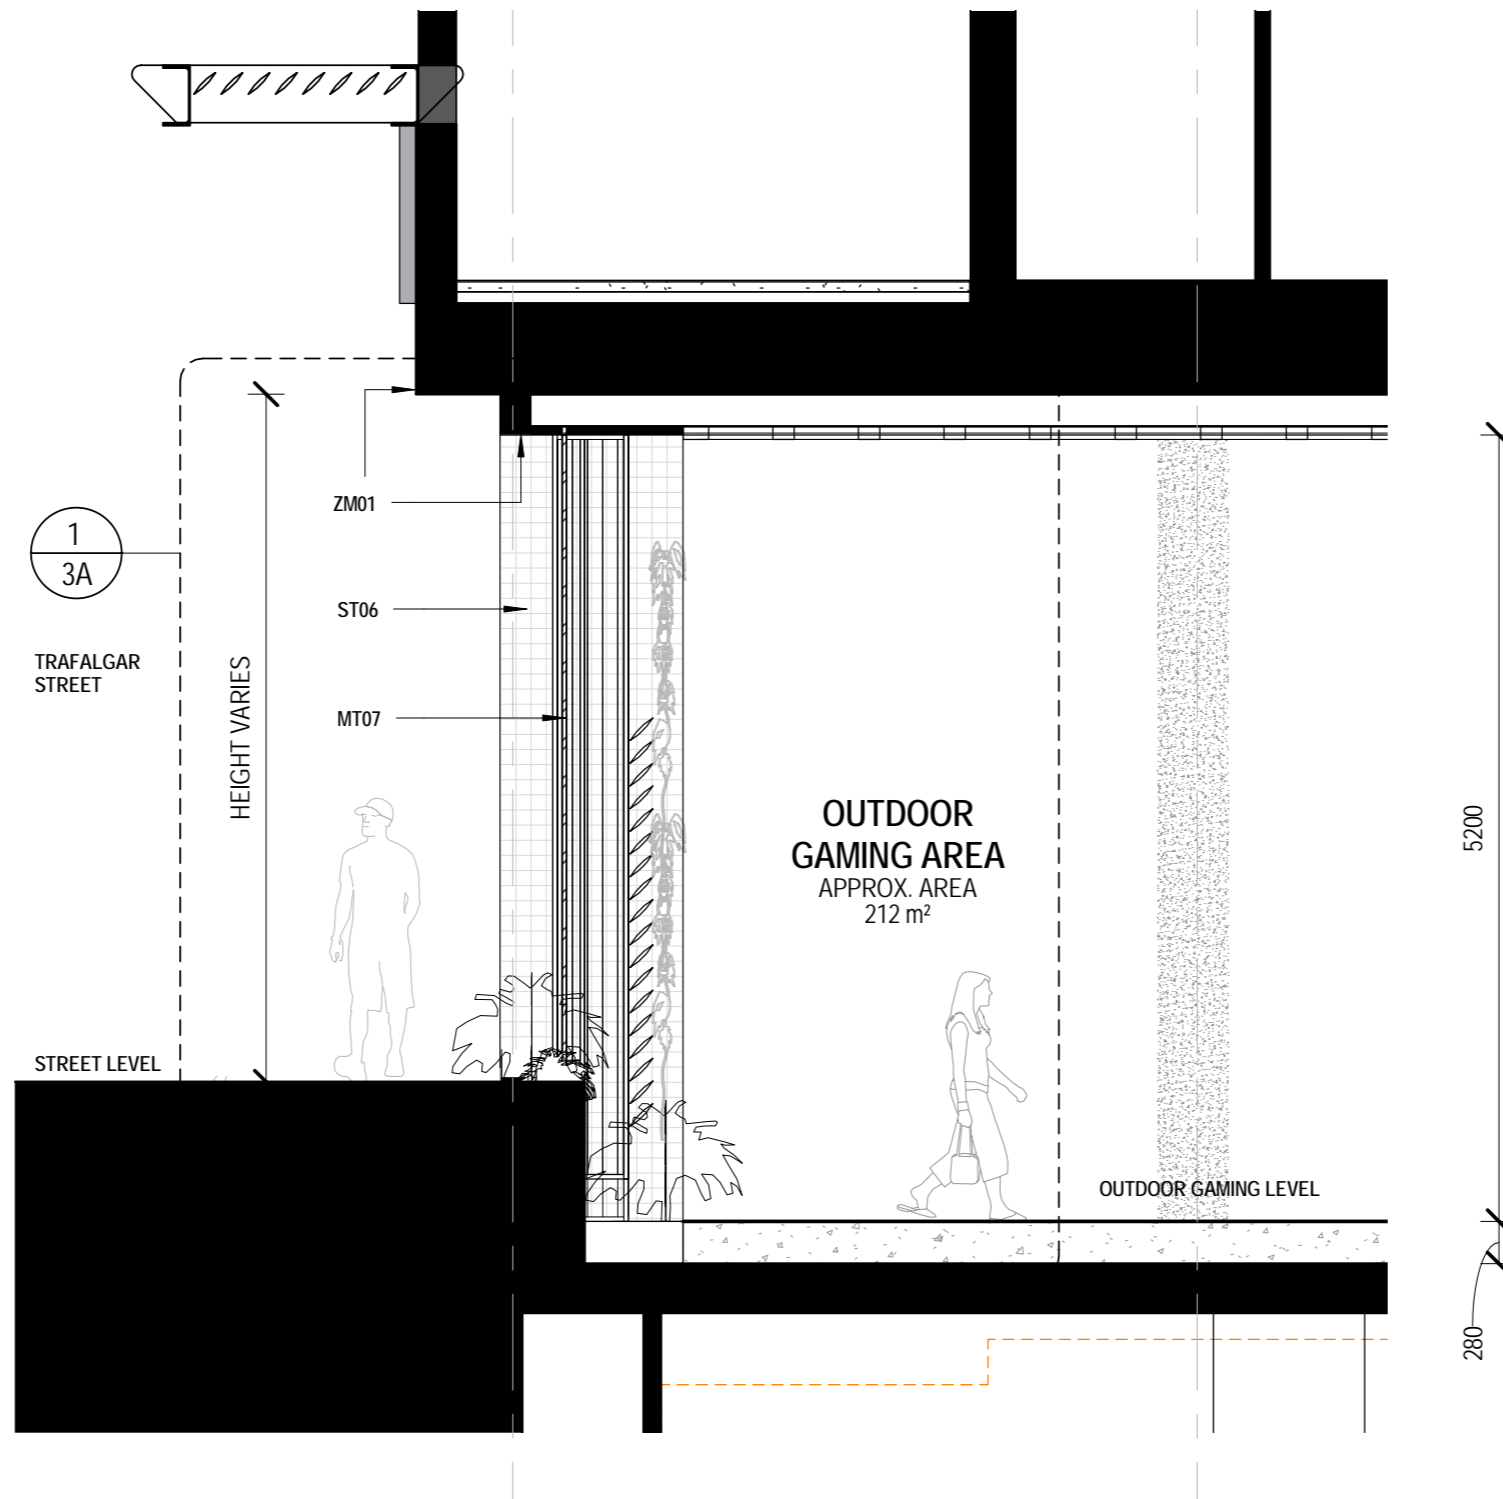 ZM01
1
3A
ST06
TRAFALGAR
STREET
HEIGHT VARIES
MT07
OUTDOOR
GAMING AREA
APPROX. AREA
212 m²
5200
STREET LEVEL
OUTDOOR GAMING LEVEL
280